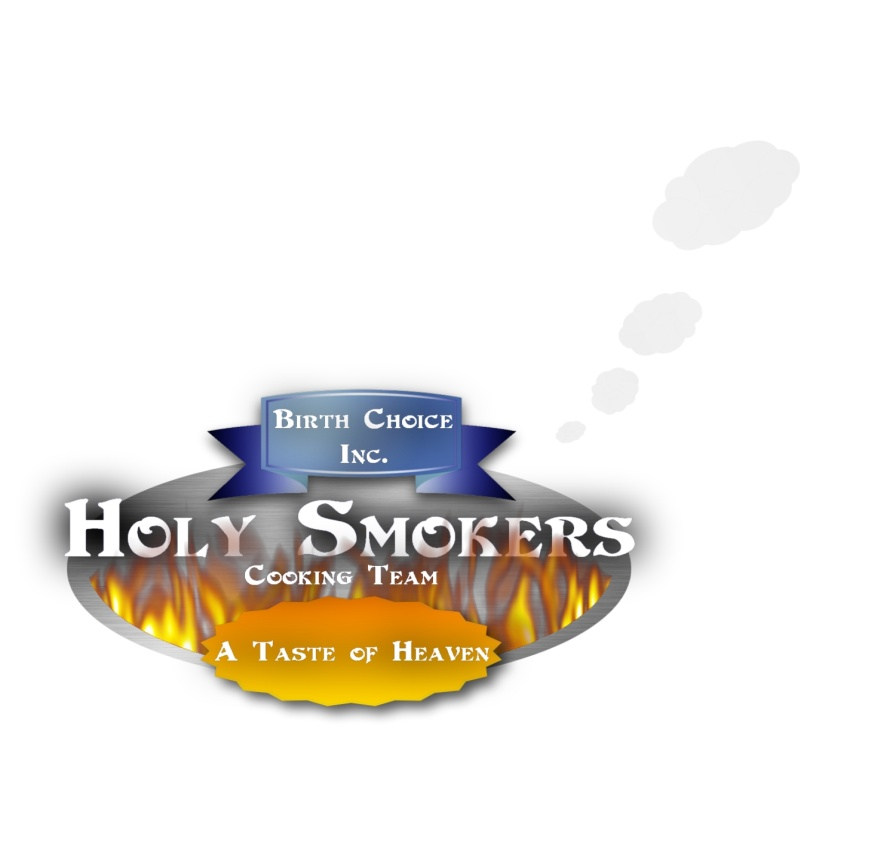 Birth Choice
Inc.
Holy Smokers
Cooking Team
A Taste of Heaven